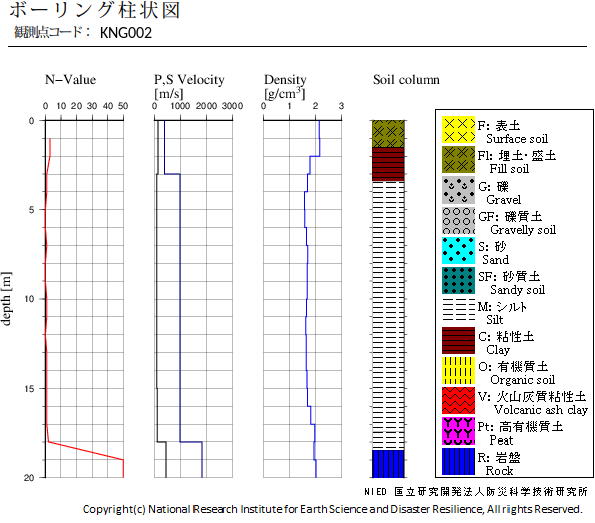 ボーリング柱状図
観測点コード： KNG002
N−Value P,S Velocity Density Soil column
[m/s] [g/cm³]
0 10 20 30 40 50 0 1000 2000 3000 0 1 2 3
depth [m]
0
5
10
15
20
F: 表土
Surface soil
Fl: 埋土・盛土
Fill soil
G: 礫
Gravel
GF: 礫質土
Gravelly soil
S: 砂
Sand
SF: 砂質土
Sandy soil
M: シルト
Silt
C: 粘性土
Clay
O: 有機質土
Organic soil
V: 火山灰質粘性土
Volcanic ash clay
Pt: 高有機質土
Peat
R: 岩盤
Rock
NIED 国立研究開発法人防災科学技術研究所
Copyright(c) National Research Institute for Earth Science and Disaster Resilience, All rights Reserved.